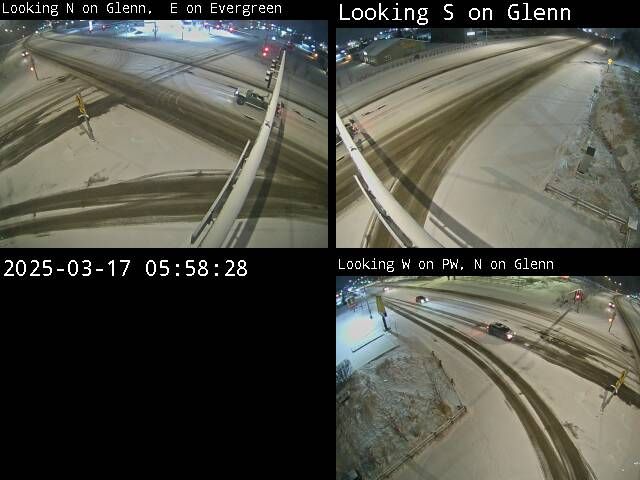 Looking N on Glenn,  E on Evergreen
Looking S on Glenn
2025-03-17 05:58:28
Looking W on PW, N on Glenn